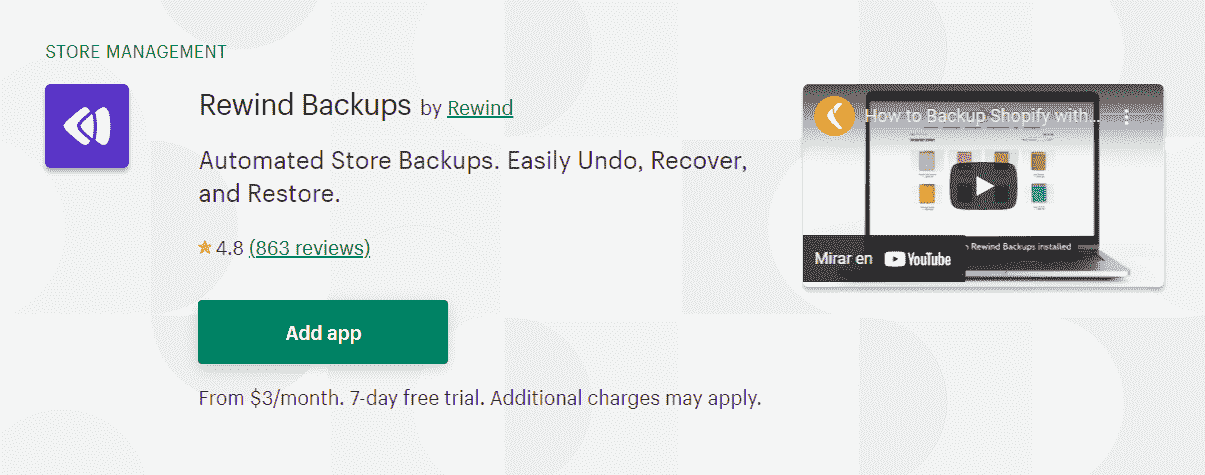 STORE MANAGEMENT
Rewind Backups by Rewind
Automated Store Backups. Easily Undo, Recover,
and Restore.
4.8 (863 reviews)
Add app
From $3/month. 7-day free trial. Additional charges may apply.
How to Backup Shopify with...
Rewind Backups installed
Mirar en YouTube